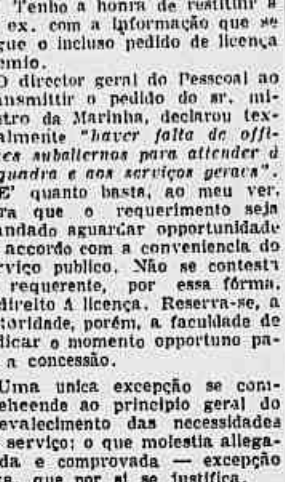 Tenho a honra de restituir a
ex. com a informação que se
gue o incluso pedido de licença
emio.
O director geral do Pessoal ao
ansmittir o pedido do sr. mi-
stro da Marinha, declarou tex-
almente "haver falta de offi-
es subalternos para attender á
quadra e aos serviços geraes".
E' quanto basta, ao meu ver,
ra que o requerimento seja
andado aguardar opportunidade
accordo com a conveniencia do
rviço publico. Não se contesta
requerente, por essa fórma,
direito á licença. Reserva-se, a
toridade, porém, a faculdade de
dicar o momento opportuno pa-
a concessão.
Uma unica excepção se com-
ehende ao principio geral do
evalecimento das necessidades
serviço: o que molestia allega-
da e comprovada — excepção
que por si se justifica.